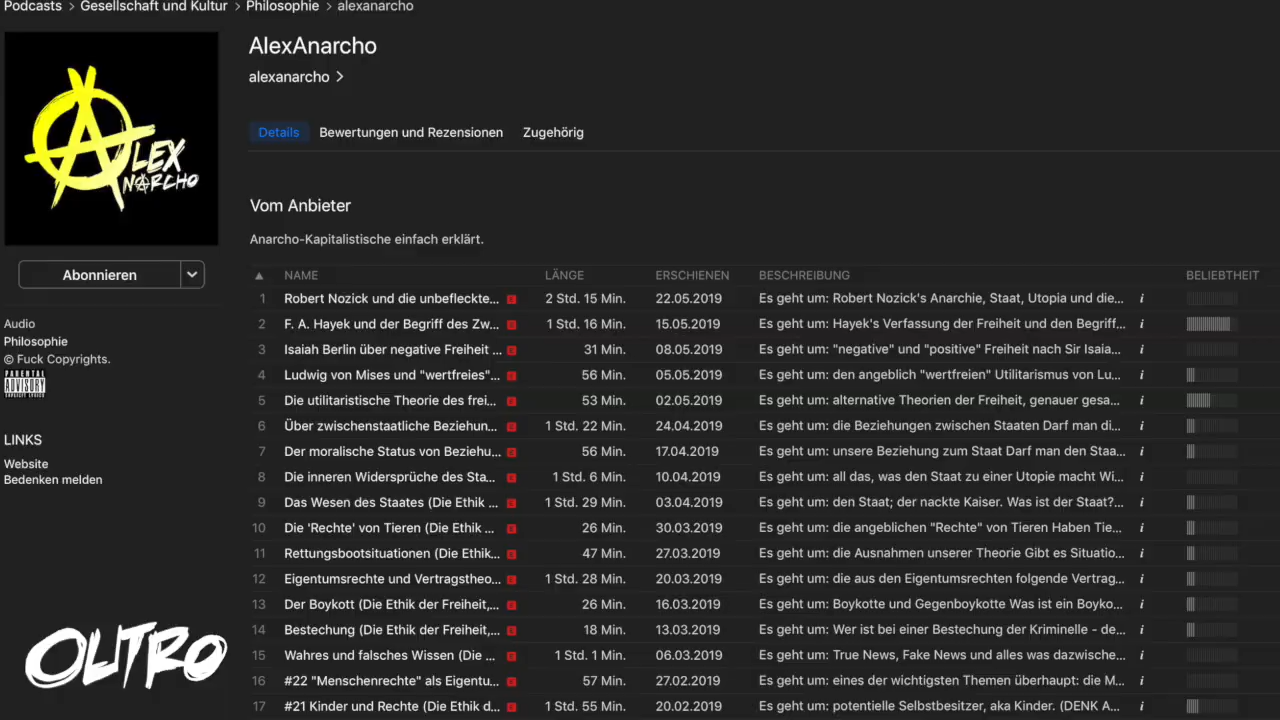 Podcasts > Gesellschaft und Kultur > Philosophie > alexanarcho
ALEX
NARCHO
AlexAnarcho
alexanarcho >
Details Bewertungen und Rezensionen Zugehörig
Vom Anbieter
Anarcho-Kapitalistische einfach erklärt.
Abonnieren
Audio
Philosophie
© Fuck Copyrights.
PARENTAL
ADVISORY
EXPLICIT LYRICS
LINKS
Website
Bedenken melden
OUTRO
▲ NAME LÄNGE ERSCHIENEN BESCHREIBUNG BELIEBTHEIT
1 Robert Nozick und die unbefleckte... E 2 Std. 15 Min. 22.05.2019 Es geht um: Robert Nozick's Anarchie, Staat, Utopia und die... i
2 F. A. Hayek und der Begriff des Zw... E 1 Std. 16 Min. 15.05.2019 Es geht um: Hayek's Verfassung der Freiheit und den Begriff... i
3 Isaiah Berlin über negative Freiheit ... E 31 Min. 08.05.2019 Es geht um: "negative" und "positive" Freiheit nach Sir Isaia... i
4 Ludwig von Mises und "wertfreies"... E 56 Min. 05.05.2019 Es geht um: den angeblich "wertfreien" Utilitarismus von Lu... i
5 Die utilitaristische Theorie des frei... E 53 Min. 02.05.2019 Es geht um: alternative Theorien der Freiheit, genauer gesa... i
6 Über zwischenstaatliche Beziehun... E 1 Std. 22 Min. 24.04.2019 Es geht um: die Beziehungen zwischen Staaten Darf man di... i
7 Der moralische Status von Beziehu... E 56 Min. 17.04.2019 Es geht um: unsere Beziehung zum Staat Darf man den Staa... i
8 Die inneren Widersprüche des Sta... E 1 Std. 6 Min. 10.04.2019 Es geht um: all das, was den Staat zu einer Utopie macht Wi... i
9 Das Wesen des Staates (Die Ethik ... E 1 Std. 29 Min. 03.04.2019 Es geht um: den Staat; der nackte Kaiser. Was ist der Staat?... i
10 Die 'Rechte' von Tieren (Die Ethik ... E 26 Min. 30.03.2019 Es geht um: die angeblichen "Rechte" von Tieren Haben Tie... i
11 Rettungsbootsituationen (Die Ethik... E 47 Min. 27.03.2019 Es geht um: die Ausnahmen unserer Theorie Gibt es Situatio... i
12 Eigentumsrechte und Vertragstheo... E 1 Std. 28 Min. 20.03.2019 Es geht um: die aus den Eigentumsrechten folgende Vertrag... i
13 Der Boykott (Die Ethik der Freiheit,... E 26 Min. 16.03.2019 Es geht um: Boykotte und Gegenboykotte Was ist ein Boyko... i
14 Bestechung (Die Ethik der Freiheit,... E 18 Min. 13.03.2019 Es geht um: Wer ist bei einer Bestechung der Kriminelle - de... i
15 Wahres und falsches Wissen (Die ... E 1 Std. 1 Min. 06.03.2019 Es geht um: True News, Fake News und alles was dazwische... i
16 #22 "Menschenrechte" als Eigentu... E 57 Min. 27.02.2019 Es geht um: eines der wichtigsten Themen überhaupt: die M... i
17 #21 Kinder und Rechte (Die Ethik d... E 1 Std. 55 Min. 20.02.2019 Es geht um: potentielle Selbstbesitzer, aka Kinder. (DENK A... i